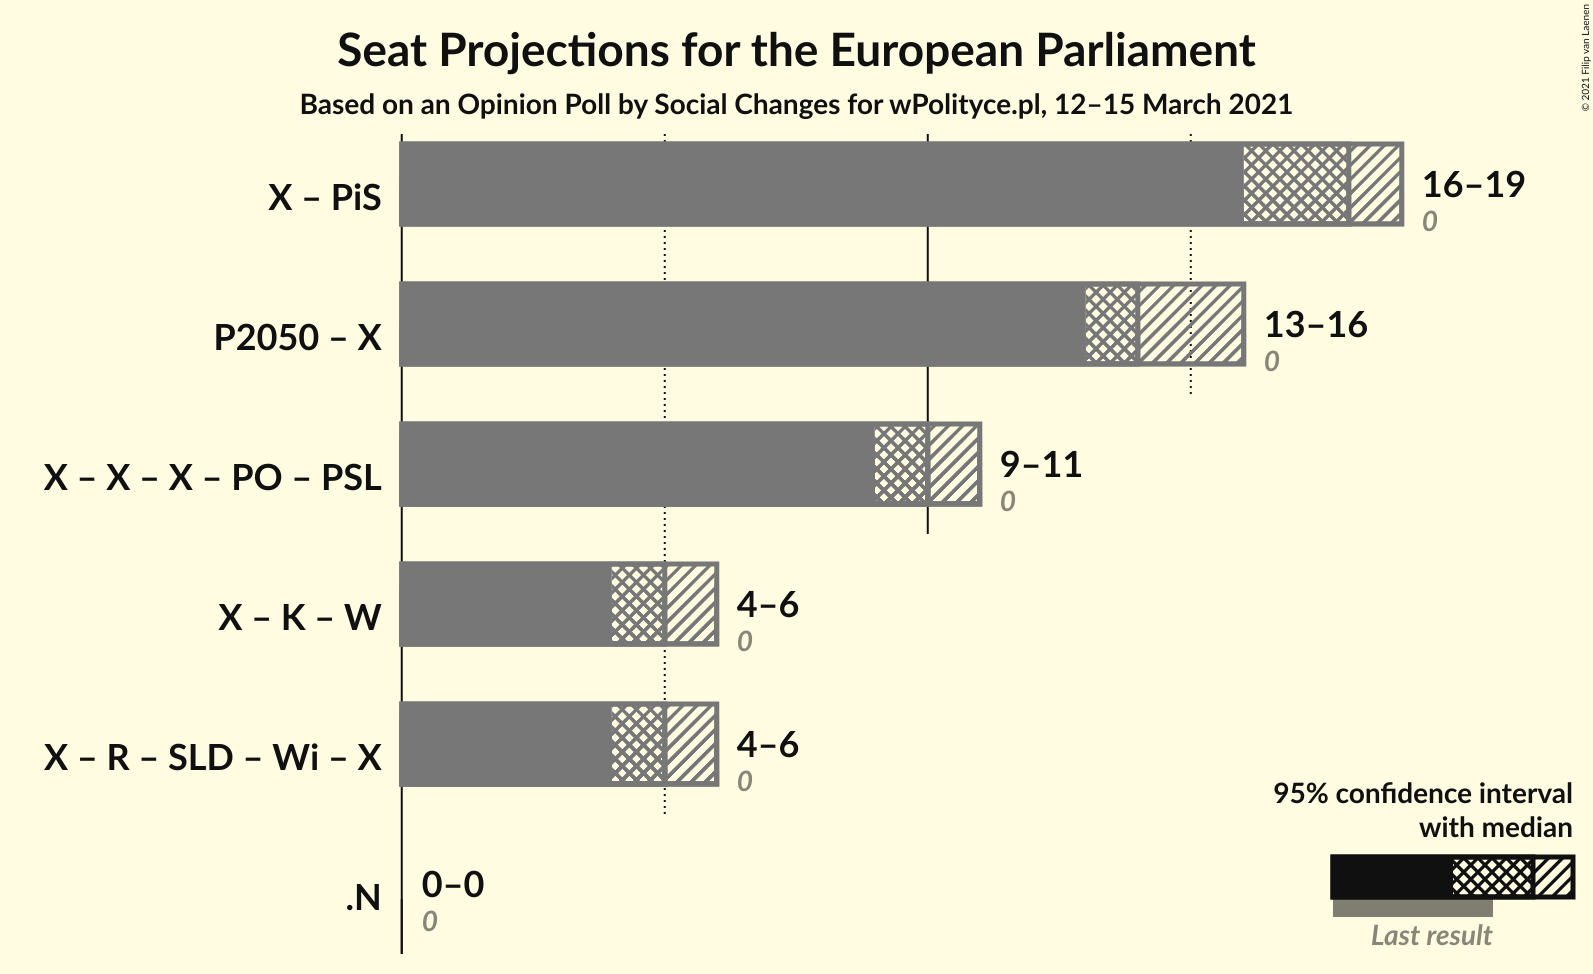 Seat Projections for the European Parliament
Based on an Opinion Poll by Social Changes for wPolityce.pl, 12–15 March 2021
© 2021 Filip van Laenen
X – PiS
16–19
0
P2050 – X
13–16
0
X – X – X – PO – PSL
9–11
0
X – K – W
4–6
0
X – R – SLD – Wi – X
4–6
0
.N
0–0
0
95% confidence interval
with median
Last result